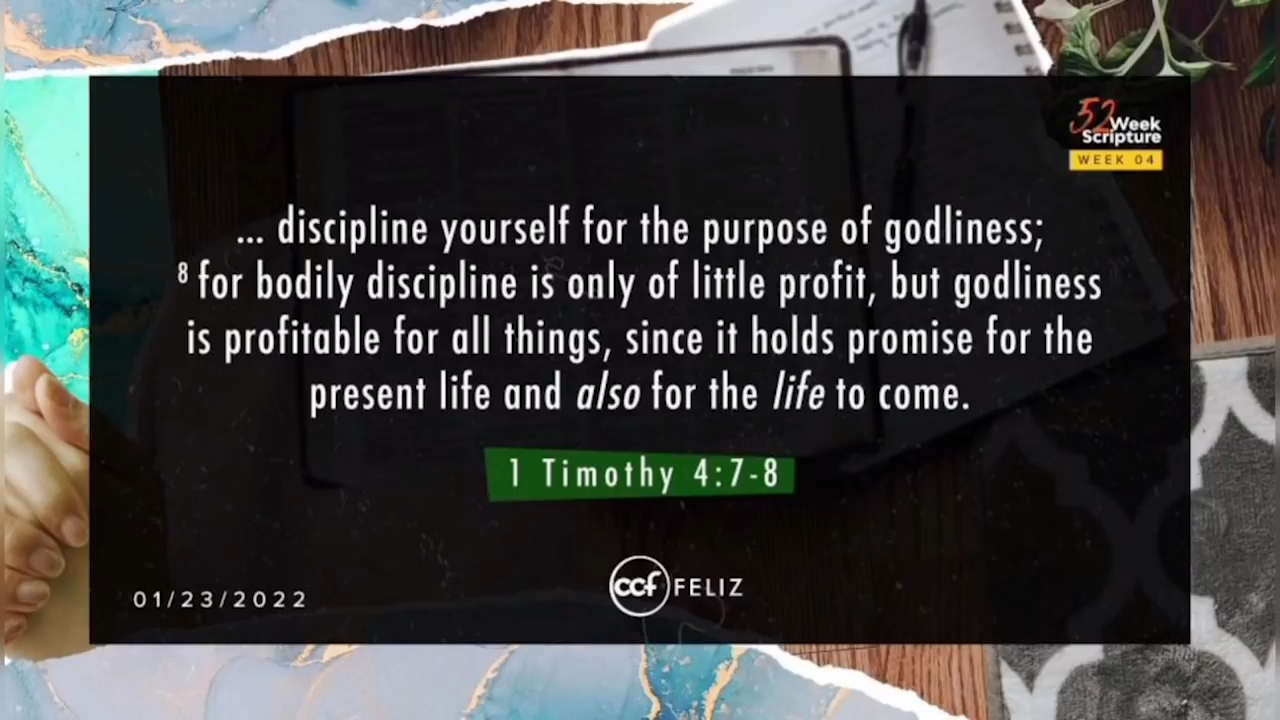 52 Week
Scripture
WEEK 04
... discipline yourself for the purpose of godliness;
8 for bodily discipline is only of little profit, but godliness
is profitable for all things, since it holds promise for the
present life and also for the life to come.
1 Timothy 4:7-8
01/23/2022
ccf FELIZ